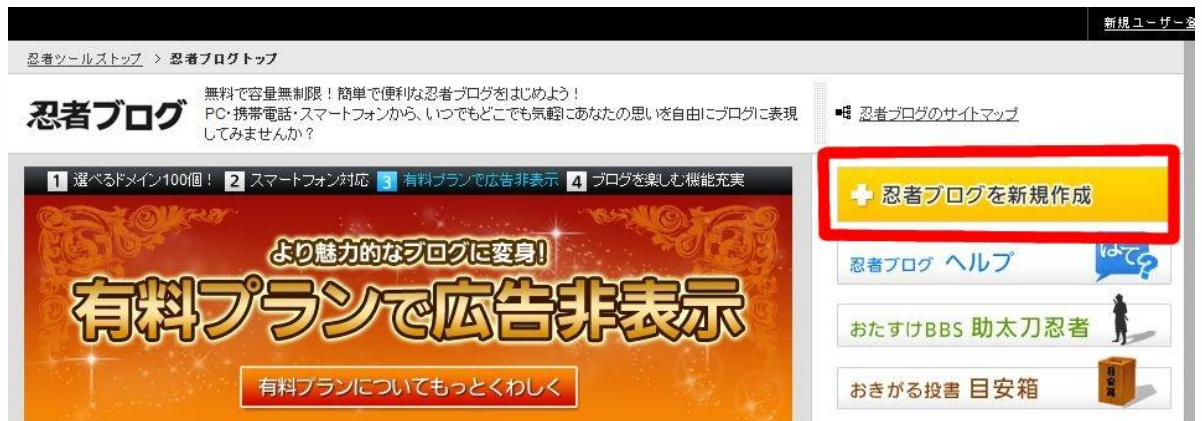 新規ユーザー登
忍者ツールズトップ > 忍者ブログトップ
忍者ブログ
無料で容量無制限！簡単で便利な忍者ブログをはじめよう！
PC・携帯電話・スマートフォンから、いつでもどこでも気軽にあなたの思いを自由にブログに表現
してみませんか？
忍者ブログのサイトマップ
1 選べるドメイン100個！ 2 スマートフォン対応 3 有料プランで広告非表示 4 ブログを楽しむ機能充実
忍者ブログを新規作成
より魅力的なブログに変身!
有料プランで広告非表示
有料プランについてもっとくわしく
忍者ブログ ヘルプ
はて?
おたすけBBS 助太刀忍者
おきがる投書 目安箱
目安箱